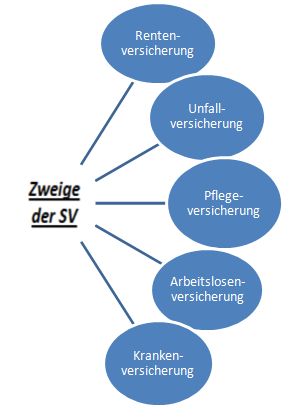 Renten-
versicherung
Unfall-
versicherung
Zweige
der SV
Pflege-
versicherung
Arbeitslosen-
versicherung
Kranken-
versicherung